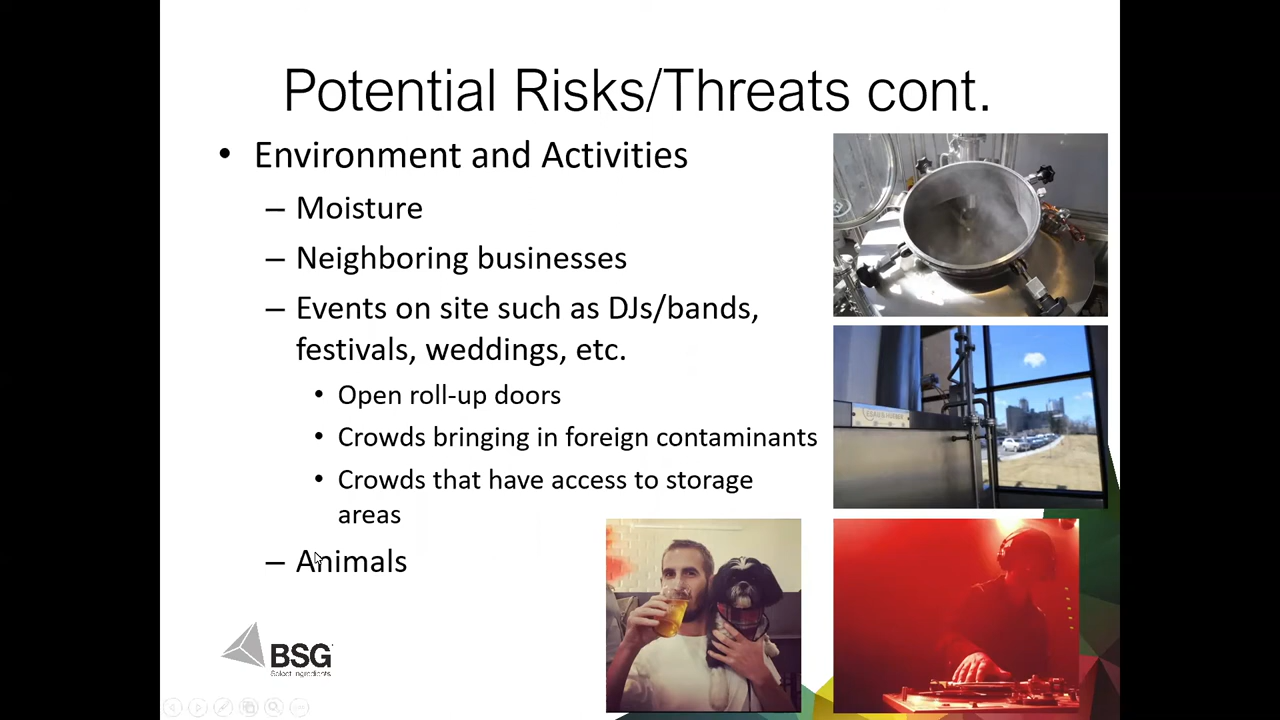 Potential Risks/Threats cont.
• Environment and Activities
– Moisture
– Neighboring businesses
– Events on site such as DJs/bands,
festivals, weddings, etc.
• Open roll-up doors
• Crowds bringing in foreign contaminants
• Crowds that have access to storage
areas
– Animals
BSG
Select Ingredients